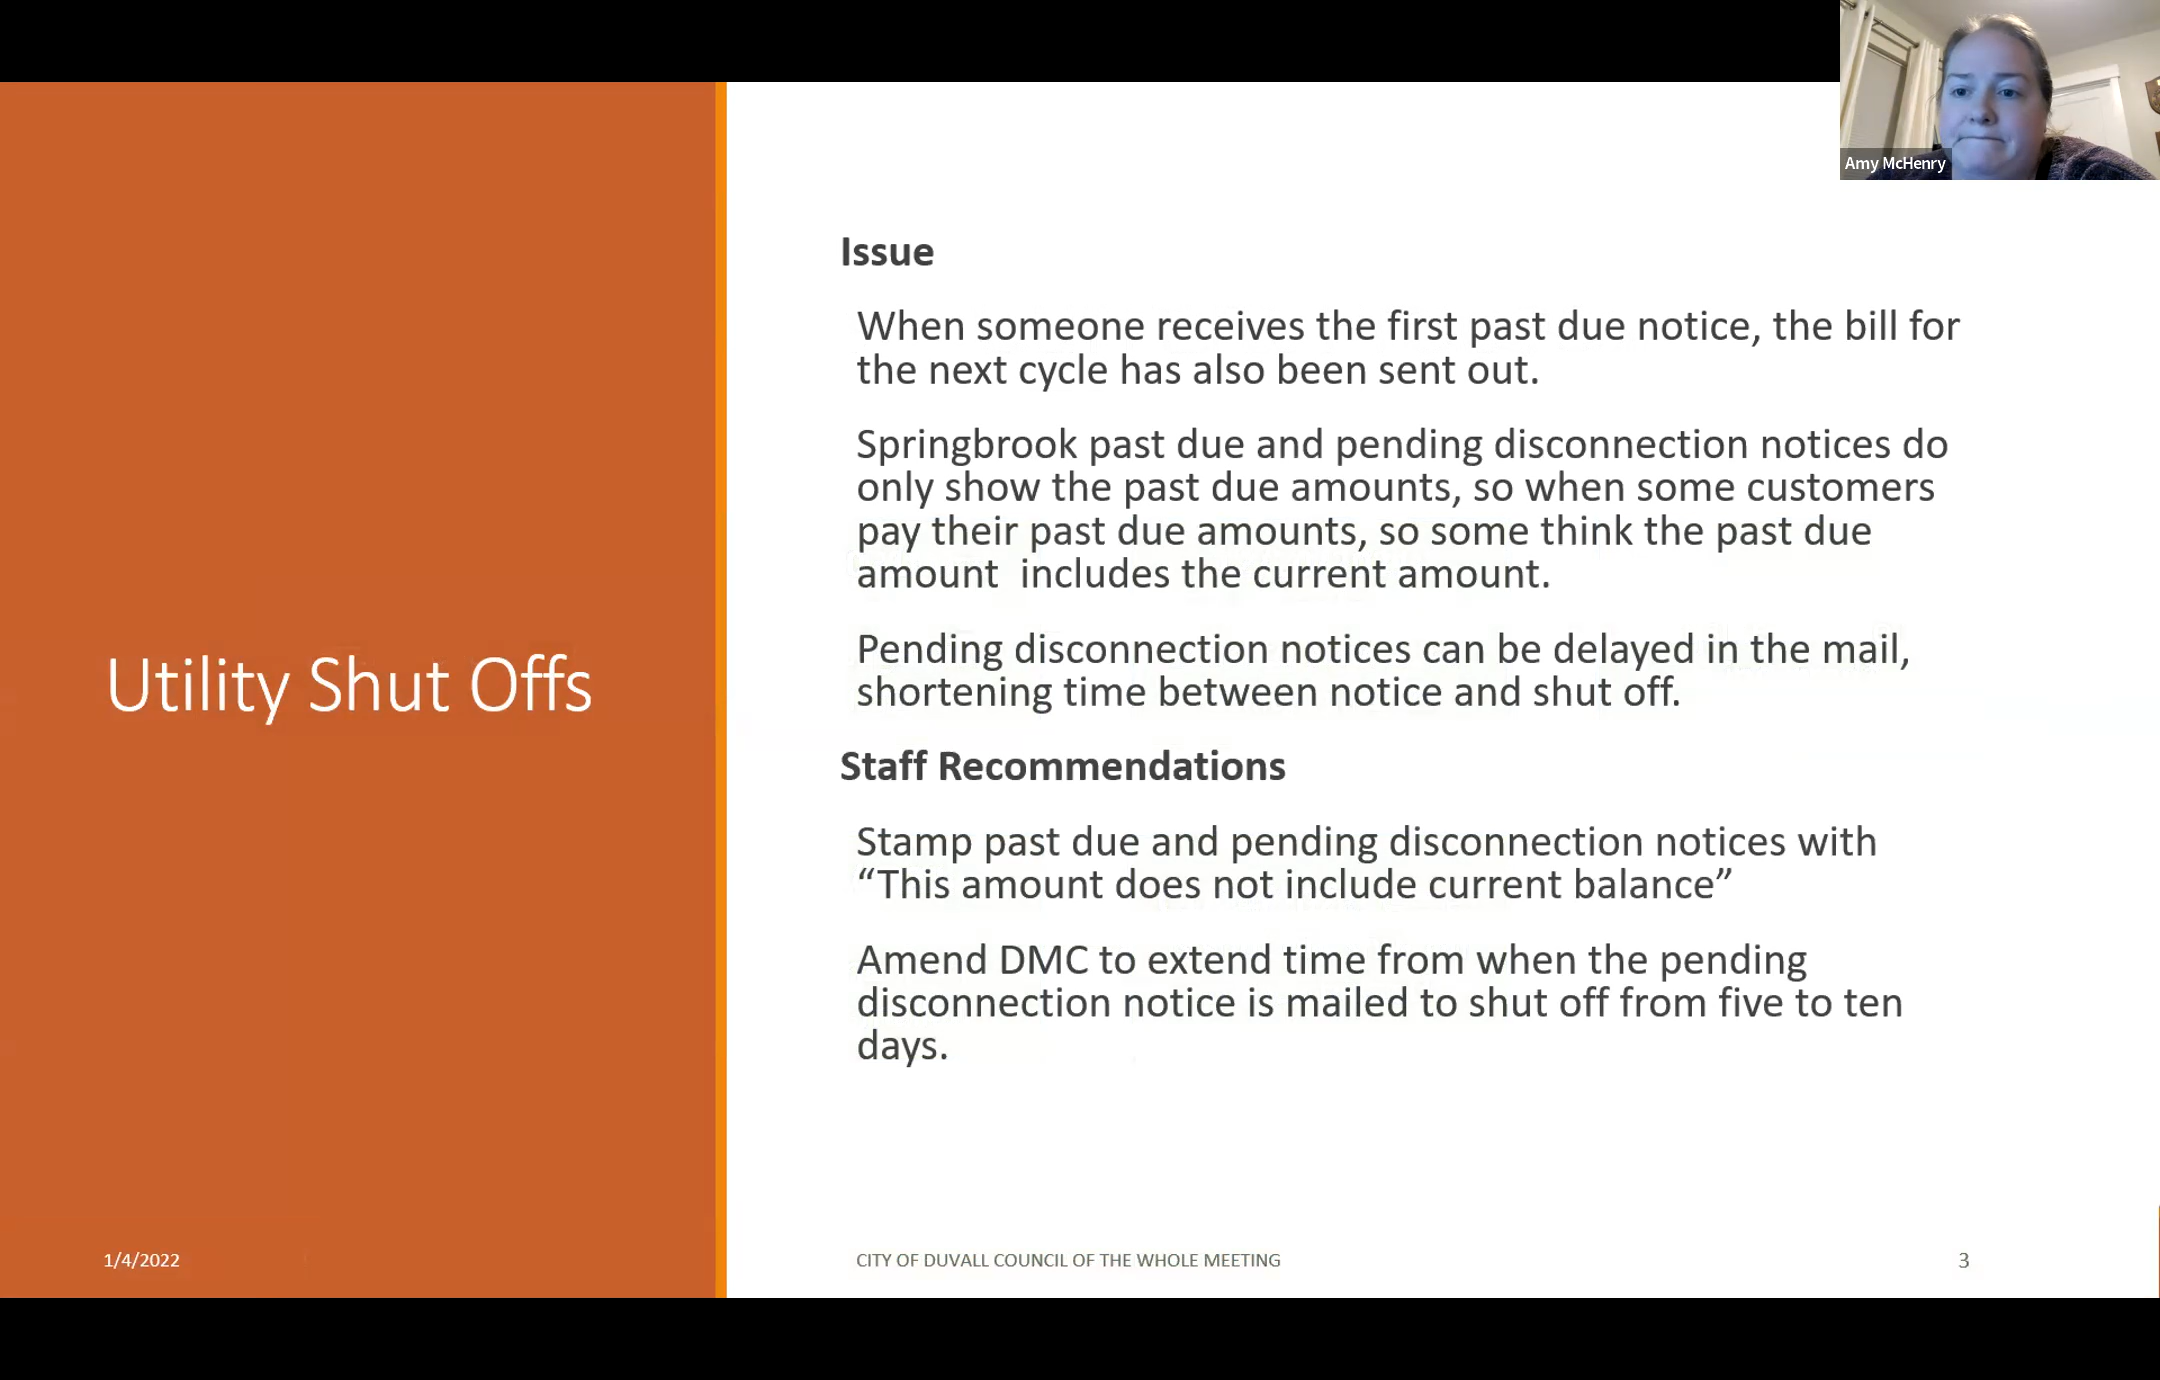 Amy McHenry
Issue
When someone receives the first past due notice, the bill for
the next cycle has also been sent out.
Springbrook past due and pending disconnection notices do
only show the past due amounts, so when some customers
pay their past due amounts, so some think the past due
amount  includes the current amount.
Pending disconnection notices can be delayed in the mail,
shortening time between notice and shut off.
Utility Shut Offs
Staff Recommendations
Stamp past due and pending disconnection notices with
“This amount does not include current balance”
Amend DMC to extend time from when the pending
disconnection notice is mailed to shut off from five to ten
days.
1/4/2022
CITY OF DUVALL COUNCIL OF THE WHOLE MEETING
3